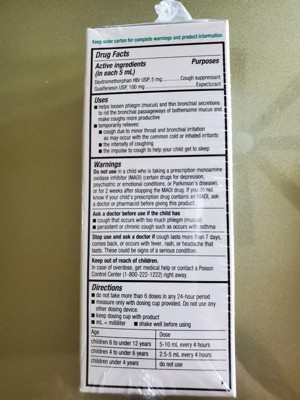 Keep outer carton for complete warnings and product information.
Drug Facts
Active ingredients Purposes
(in each 5 mL)
Dextromethorphan HBr USP, 5 mg..........Cough suppressant
Guaifenesin USP, 100 mg..........Expectorant
Uses
■ helps loosen phlegm (mucus) and thin bronchial secretions
to rid the bronchial passageways of bothersome mucus and
make coughs more productive
■ temporarily relieves:
■ cough due to minor throat and bronchial irritation
as may occur with the common cold or inhaled irritants
■ the intensity of coughing
■ the impulse to cough to help your child get to sleep
Warnings
Do not use in a child who is taking a prescription monoamine
oxidase inhibitor (MAOI) (certain drugs for depression,
psychiatric or emotional conditions, or Parkinson's disease),
or for 2 weeks after stopping the MAOI drug. If you do not
know if your child's prescription drug contains an MAOI, ask
a doctor or pharmacist before giving this product.
Ask a doctor before use if the child has
■ cough that occurs with too much phlegm (mucus)
■ persistent or chronic cough such as occurs with asthma
Stop use and ask a doctor if cough lasts more than 7 days,
comes back, or occurs with fever, rash, or headache that
lasts. These could be signs of a serious condition.
Keep out of reach of children.
In case of overdose, get medical help or contact a Poison
Control Center (1-800-222-1222) right away.
Directions
■ do not take more than 6 doses in any 24-hour period
■ measure only with dosing cup provided. Do not use any
other dosing device.
■ keep dosing cup with product
■ mL = milliliter ■ shake well before using
Age Dose
children 6 to under 12 years 5-10 mL every 4 hours
children 4 to under 6 years 2.5-5 mL every 4 hours
children under 4 years do not use